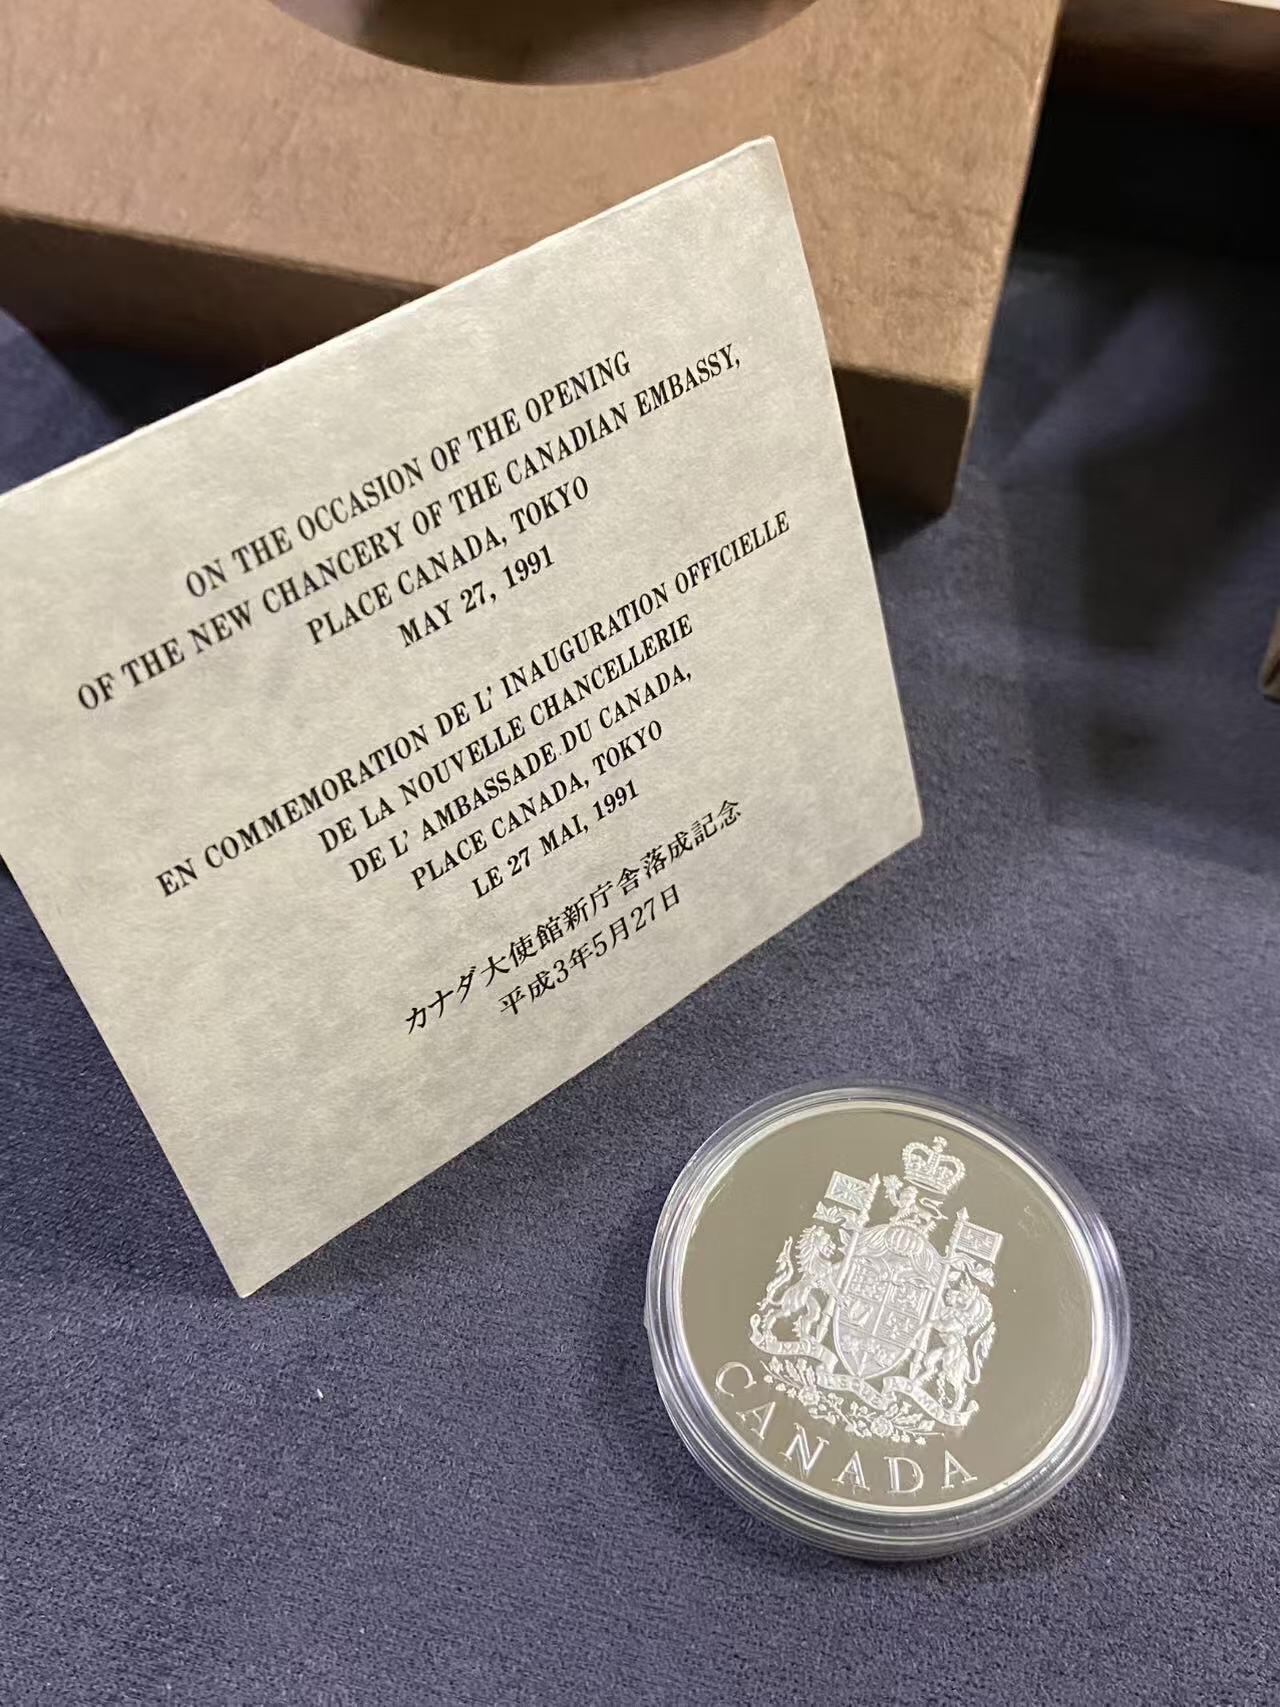 ON THE OCCASION OF THE OPENING
OF THE NEW CHANCERY OF THE CANADIAN EMBASSY,
PLACE CANADA, TOKYO
MAY 27, 1991
EN COMMEMORATION DE L' INAUGURATION OFFICIELLE
DE LA NOUVELLE CHANCELLERIE
DE L' AMBASSADE DU CANADA,
PLACE CANADA, TOKYO
LE 27 MAI, 1991
カナダ大使館新庁舎落成記念
平成3年5月27日
CANADA